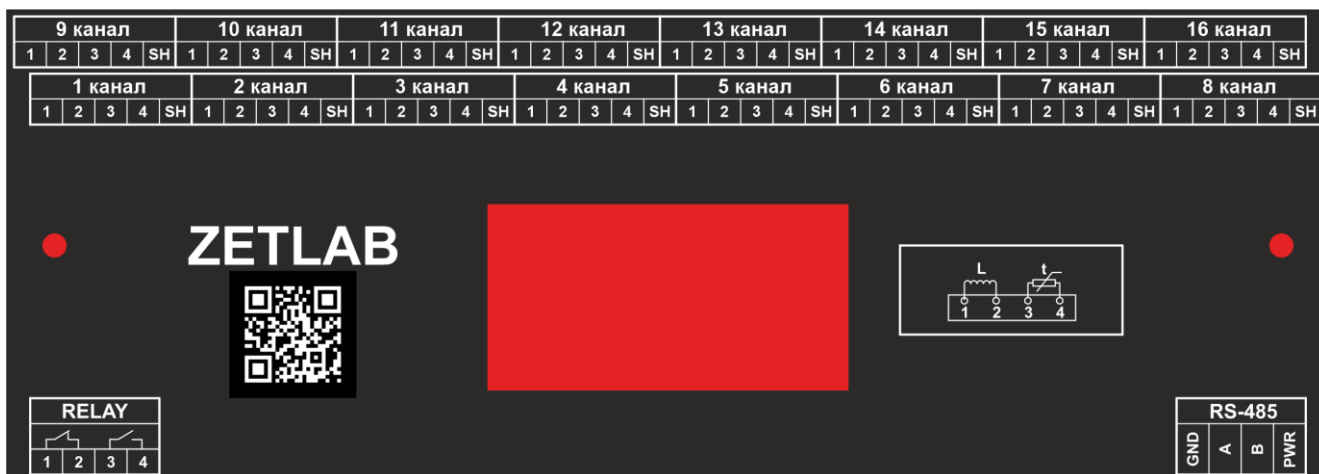 9 канал 10 канал 11 канал 12 канал 13 канал 14 канал 15 канал 16 канал
1 2 3 4 SH 1 2 3 4 SH 1 2 3 4 SH 1 2 3 4 SH 1 2 3 4 SH 1 2 3 4 SH 1 2 3 4 SH 1 2 3 4 SH
1 канал 2 канал 3 канал 4 канал 5 канал 6 канал 7 канал 8 канал
1 2 3 4 SH 1 2 3 4 SH 1 2 3 4 SH 1 2 3 4 SH 1 2 3 4 SH 1 2 3 4 SH 1 2 3 4 SH 1 2 3 4 SH
ZETLAB
L t
1 2 3 4
RELAY
1 2 3 4
RS-485
GND A B PWR